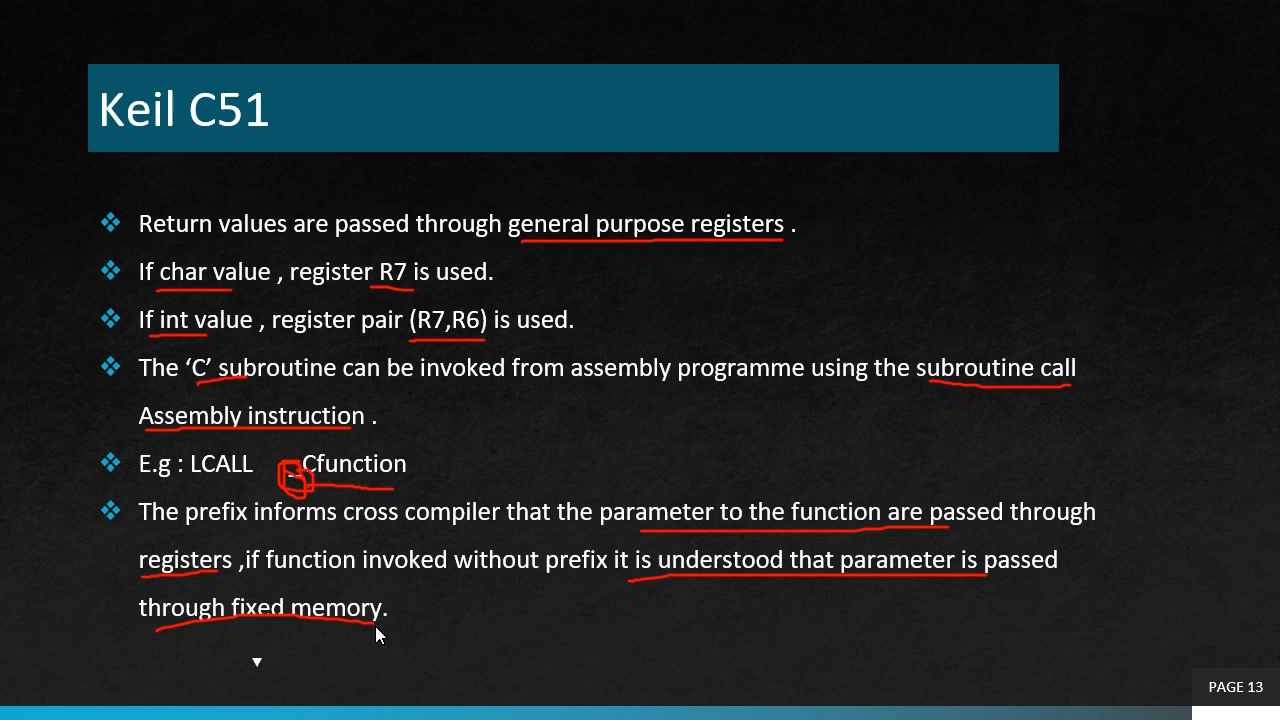 Keil C51
Return values are passed through general purpose registers .
If char value , register R7 is used.
If int value , register pair (R7,R6) is used.
The ‘C’ subroutine can be invoked from assembly programme using the subroutine call
Assembly instruction .
E.g : LCALL _Cfunction
The prefix informs cross compiler that the parameter to the function are passed through
registers ,if function invoked without prefix it is understood that parameter is passed
through fixed memory.
PAGE 13